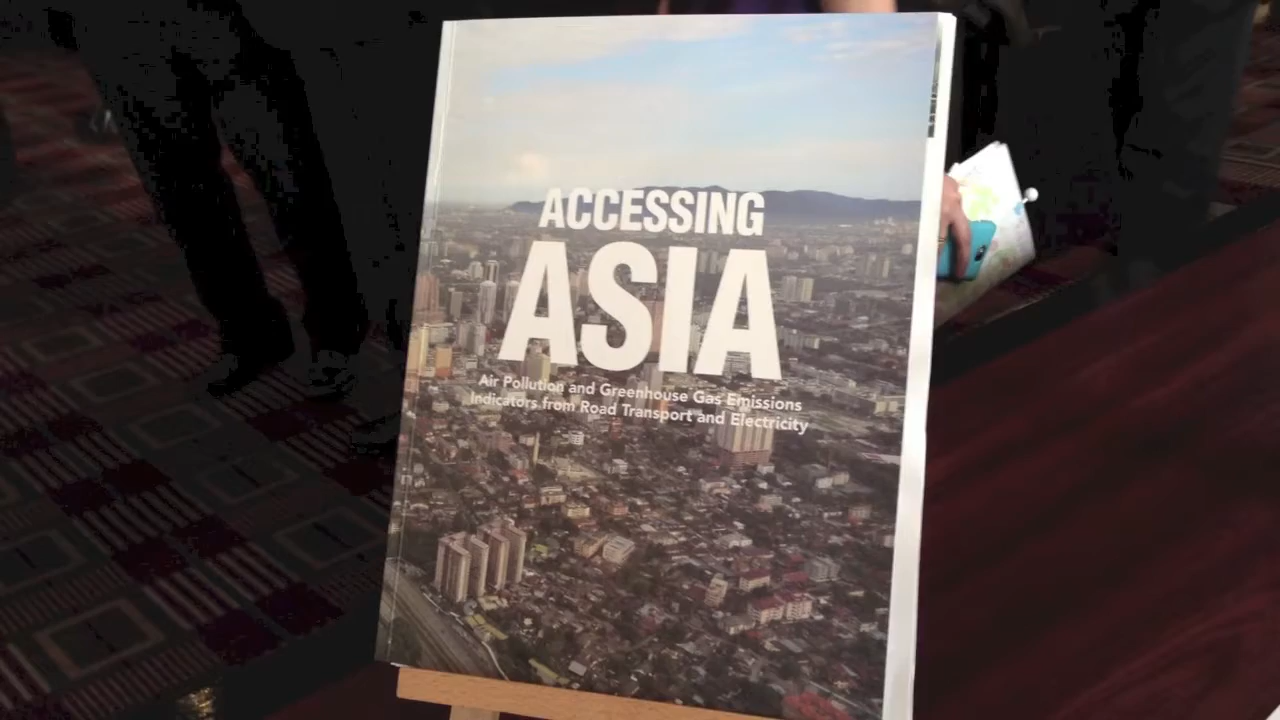 ACCESSING
ASIA
Air Pollution and Greenhouse Gas Emissions
Indicators from Road Transport and Electricity